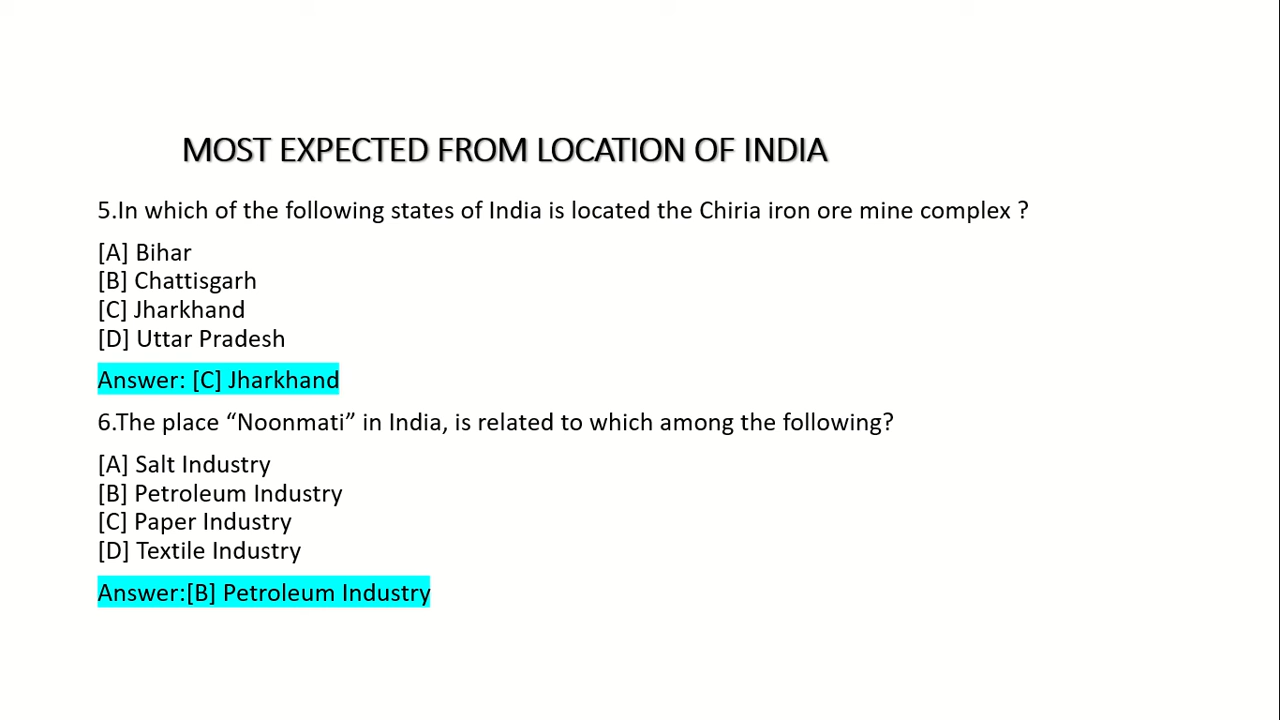 MOST EXPECTED FROM LOCATION OF INDIA
5.In which of the following states of India is located the Chiria iron ore mine complex ?
[A] Bihar
[B] Chattisgarh
[C] Jharkhand
[D] Uttar Pradesh
Answer: [C] Jharkhand
6.The place “Noonmati” in India, is related to which among the following?
[A] Salt Industry
[B] Petroleum Industry
[C] Paper Industry
[D] Textile Industry
Answer:[B] Petroleum Industry